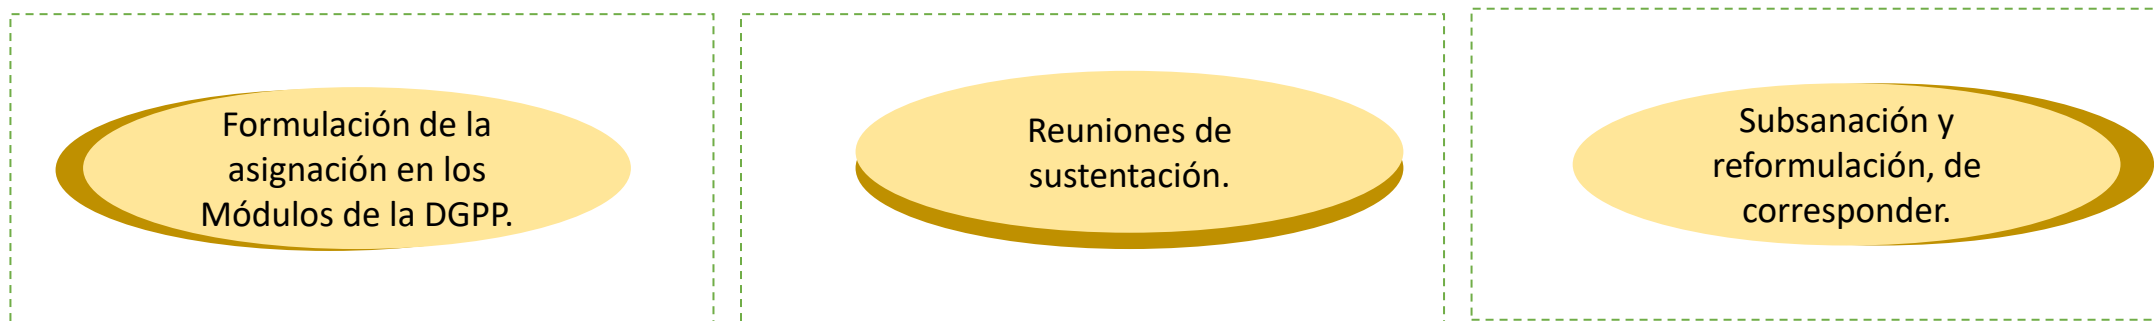 Formulación de la
asignación en los
Módulos de la DGPP.
Reuniones de
sustentación.
Subsanación y
reformulación, de
corresponder.